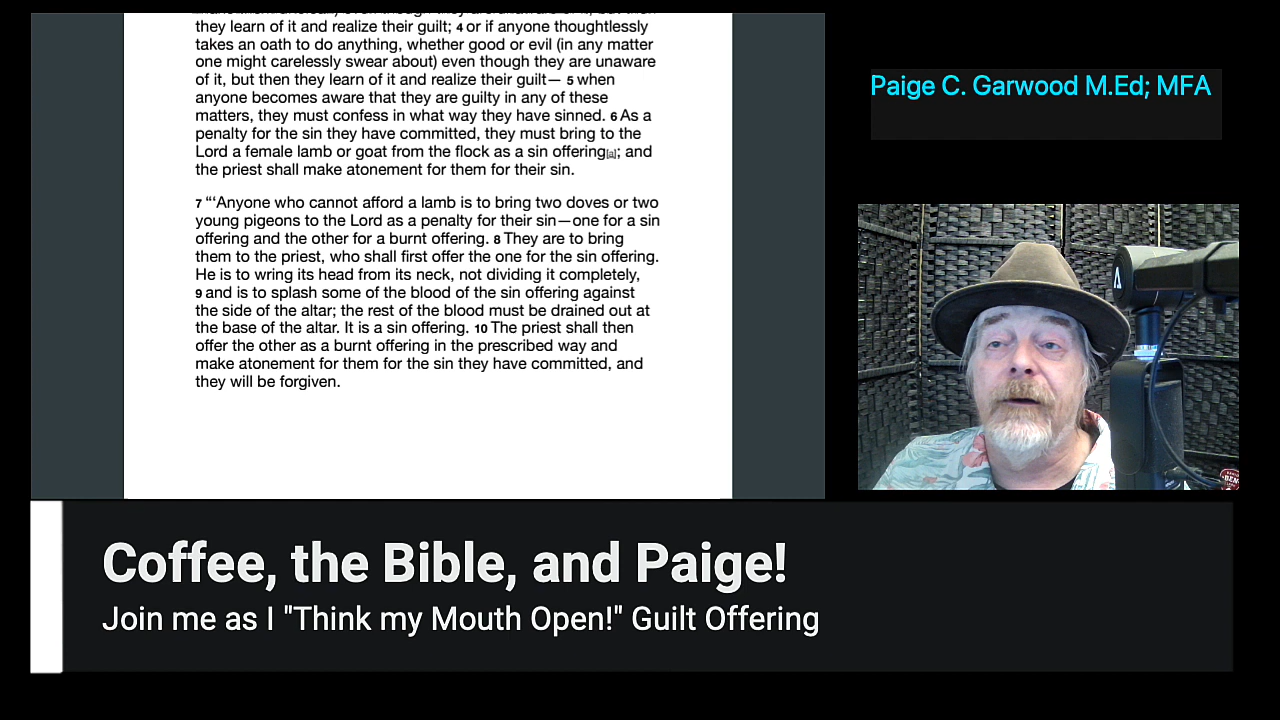 they learn of it and realize their guilt; 4 or if anyone thoughtlessly
takes an oath to do anything, whether good or evil (in any matter
one might carelessly swear about) even though they are unaware
of it, but then they learn of it and realize their guilt— 5 when
anyone becomes aware that they are guilty in any of these
matters, they must confess in what way they have sinned. 6 As a
penalty for the sin they have committed, they must bring to the
Lord a female lamb or goat from the flock as a sin offering[a]; and
the priest shall make atonement for them for their sin.
7 “‘Anyone who cannot afford a lamb is to bring two doves or two
young pigeons to the Lord as a penalty for their sin—one for a sin
offering and the other for a burnt offering. 8 They are to bring
them to the priest, who shall first offer the one for the sin offering.
He is to wring its head from its neck, not dividing it completely,
9 and is to splash some of the blood of the sin offering against
the side of the altar; the rest of the blood must be drained out at
the base of the altar. It is a sin offering. 10 The priest shall then
offer the other as a burnt offering in the prescribed way and
make atonement for them for the sin they have committed, and
they will be forgiven.
Paige C. Garwood M.Ed; MFA
Coffee, the Bible, and Paige!
Join me as I "Think my Mouth Open!" Guilt Offering